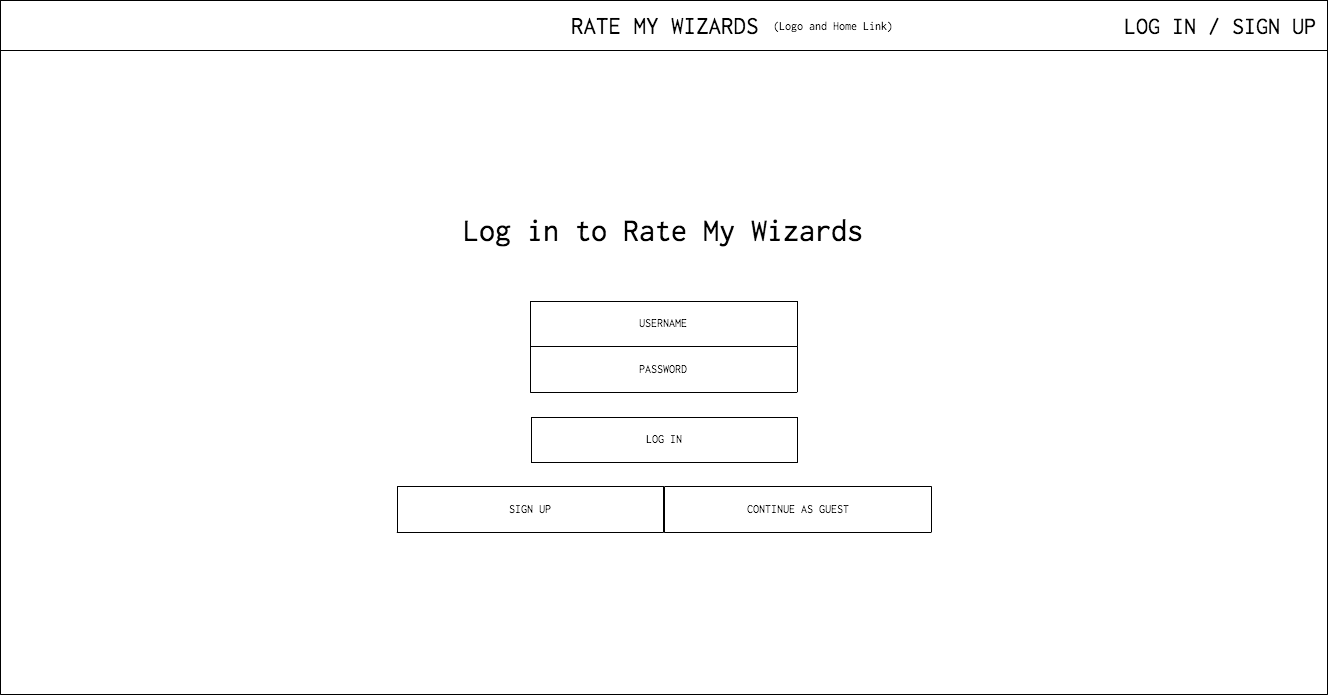 RATE MY WIZARDS (Logo and Home Link) LOG IN / SIGN UP
Log in to Rate My Wizards
USERNAME
PASSWORD
LOG IN
SIGN UP CONTINUE AS GUEST